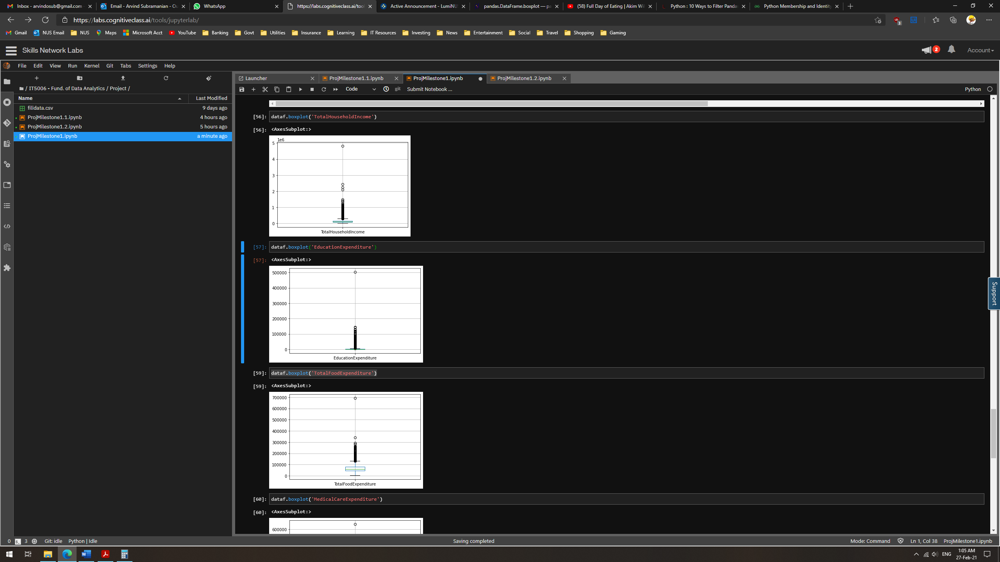 Inbox - arvindosub@gmail.com -
Email - Arvind Subramanian - Ou
WhatsApp
https://labs.cognitiveclass.ai/tool
Active Announcement - LumiNU
pandas.DataFrame.boxplot — pa
(58) Full Day of Eating | Akim Wil
Python : 10 Ways to Filter Panda
Python Membership and Identity
https://labs.cognitiveclass.ai/tools/jupyterlab/
3
Gmail
NUS Email
NUS
Maps
Microsoft Acct
YouTube
Banking
Govt
Utilities
Insurance
Learning
IT Resources
Investing
News
Entertainment
Social
Travel
Shopping
Gaming
Skills Network Labs
2
Account
File Edit View Run Kernel Git Tabs Settings Help
/ IT5006 - Fund. of Data Analytics / Project /
Name Last Modified
filidata.csv 9 days ago
ProjMilestone1.1.ipynb 4 hours ago
ProjMilestone1.2.ipynb 5 hours ago
ProjMilestone1.ipynb a minute ago
Launcher
ProjMilestone1.1.ipynb
ProjMilestone1.ipynb
ProjMilestone1.2.ipynb
Code
git
Submit Notebook ...
Python
[56]: dataf.boxplot('TotalHouseholdIncome')
[56]: <AxesSubplot:>
1e6
5
4
3
2
1
0
TotalHouseholdIncome
[57]: dataf.boxplot('EducationExpenditure')
[57]: <AxesSubplot:>
500000
400000
300000
200000
100000
0
EducationExpenditure
[59]: dataf.boxplot('TotalFoodExpenditure')
[59]: <AxesSubplot:>
700000
600000
500000
400000
300000
200000
100000
0
TotalFoodExpenditure
[60]: dataf.boxplot('MedicalCareExpenditure')
[60]: <AxesSubplot:>
600000
Support
0
3
Git: idle
Python | Idle
Saving completed
Mode: Command
Ln 1, Col 38
ProjMilestone1.ipynb
ENG
1:05 AM
27-Feb-21